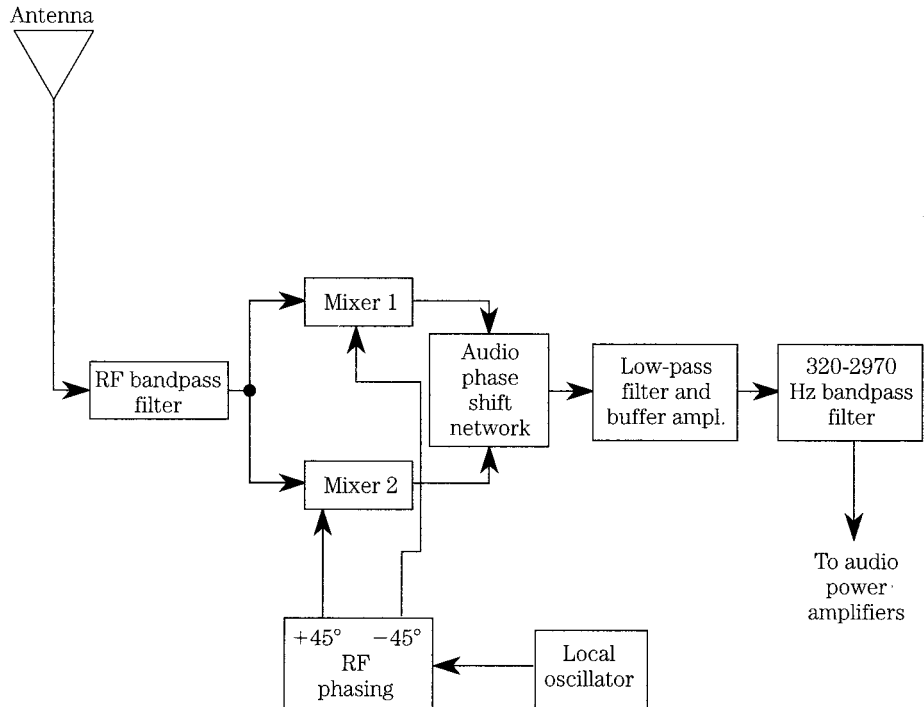 Antenna
RF bandpass
filter
Mixer 1
Mixer 2
Audio
phase
shift
network
Low-pass
filter and
buffer ampl.
320-2970
Hz bandpass
filter
To audio
power
amplifiers
+45° −45°
RF
phasing
Local
oscillator